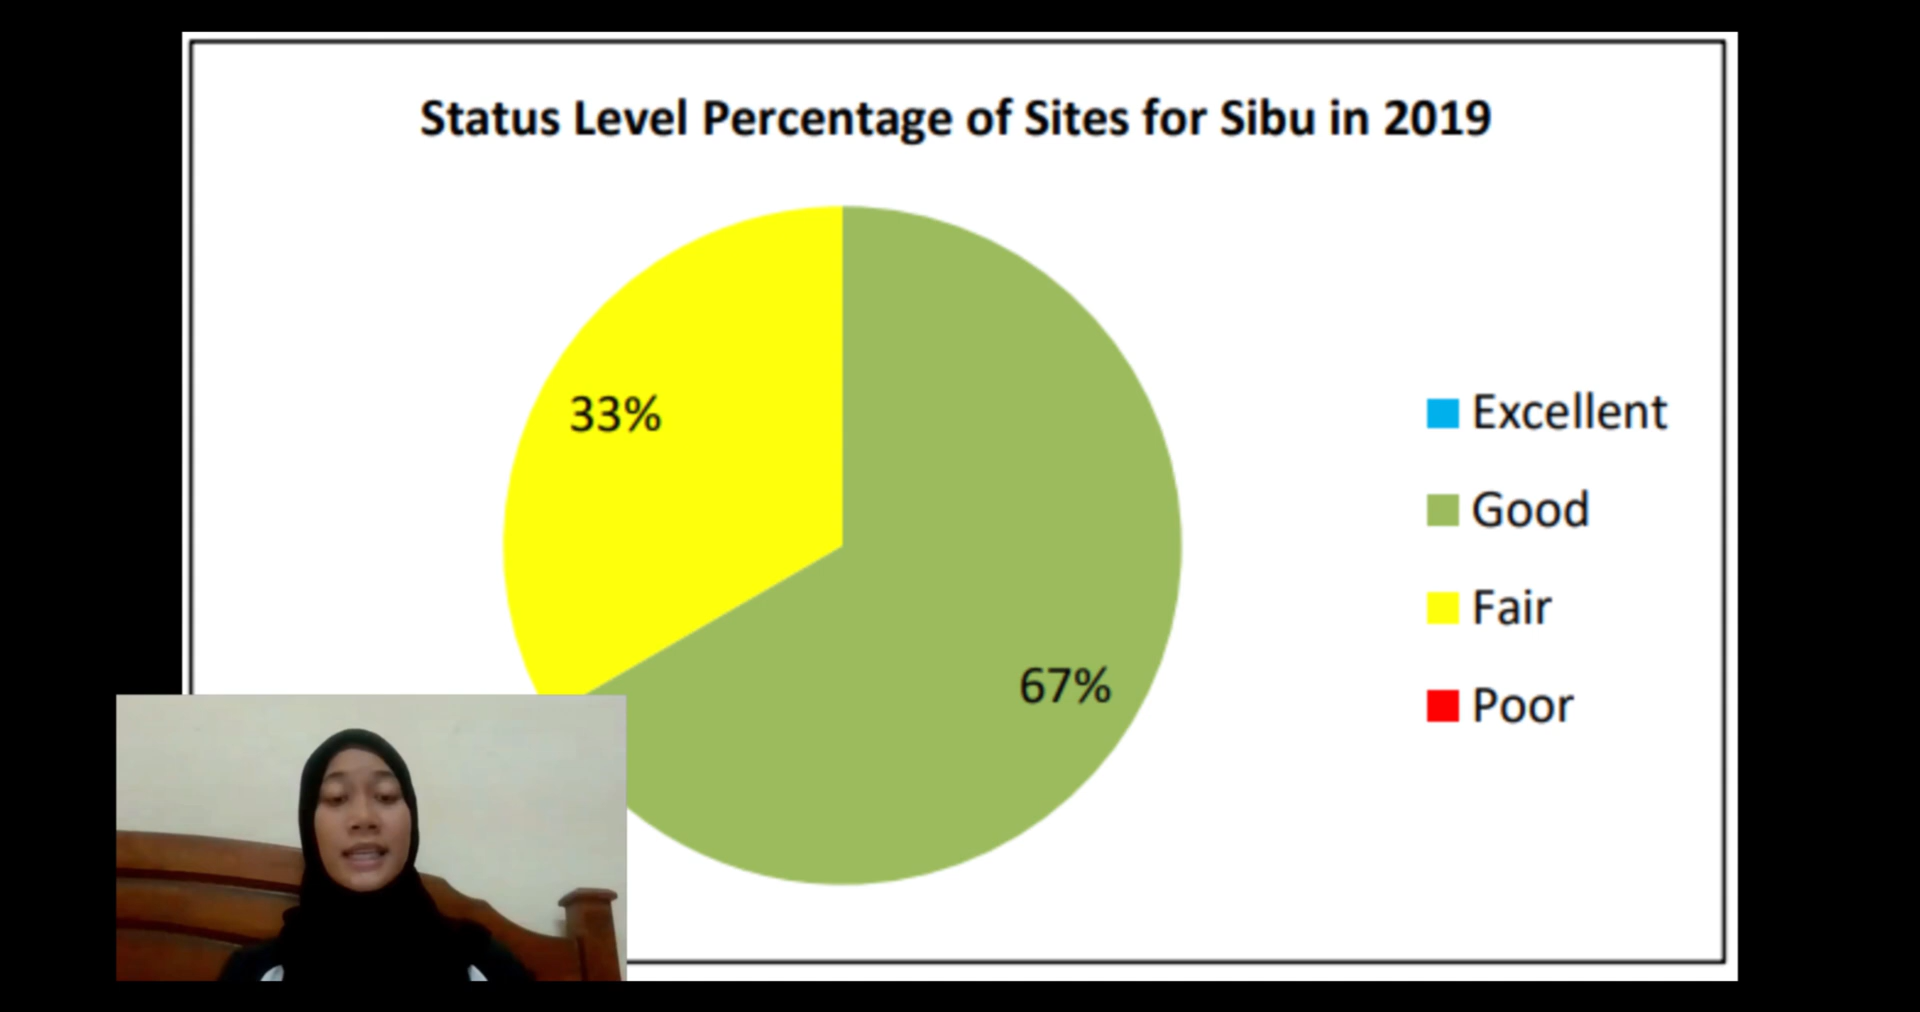 Status Level Percentage of Sites for Sibu in 2019
33%
67%
Excellent
Good
Fair
Poor